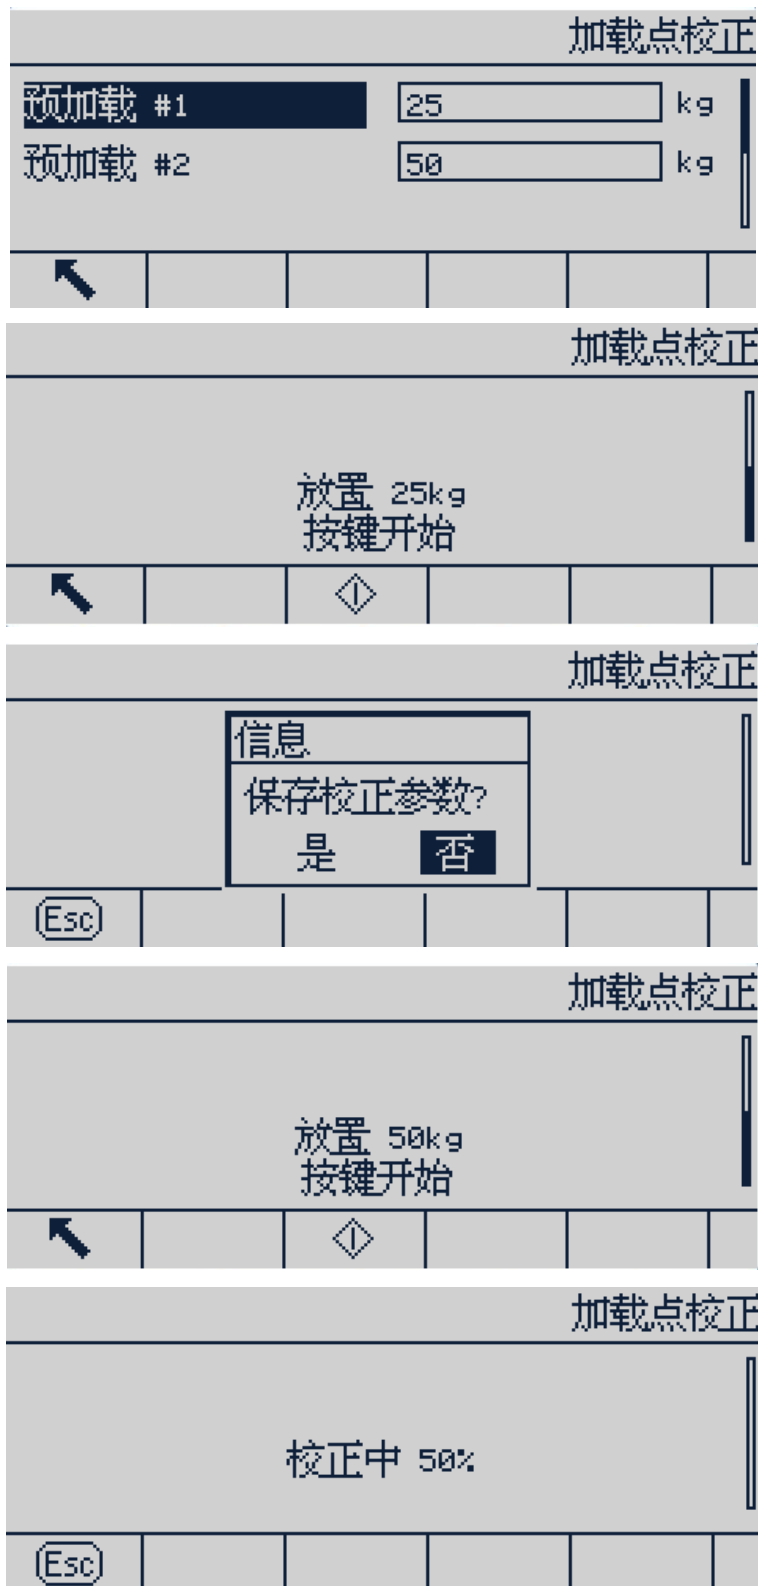 加载点校正
预加载 #1 25 kg
预加载 #2 50 kg
加载点校正
放置 25kg
按键开始
加载点校正
信息
保存校正参数?
是 否
Esc
加载点校正
放置 50kg
按键开始
加载点校正
校正中 50%
Esc